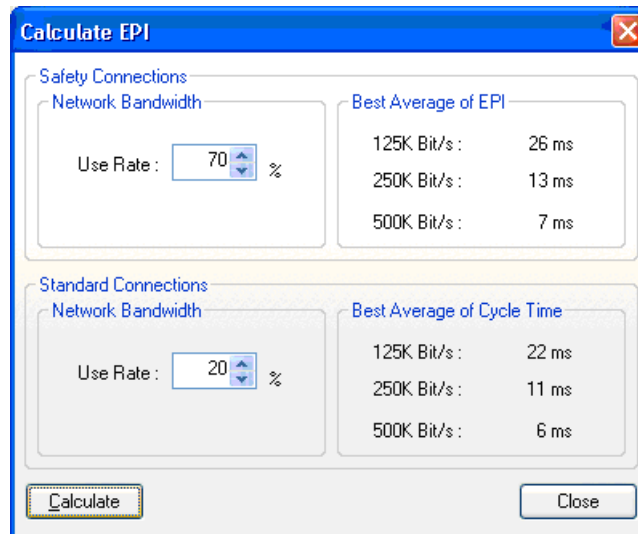 Calculate EPI
Safety Connections
Network Bandwidth
Use Rate : 70 %
Best Average of EPI
125K Bit/s : 26 ms
250K Bit/s : 13 ms
500K Bit/s : 7 ms
Standard Connections
Network Bandwidth
Use Rate : 20 %
Best Average of Cycle Time
125K Bit/s : 22 ms
250K Bit/s : 11 ms
500K Bit/s : 6 ms
Calculate
Close